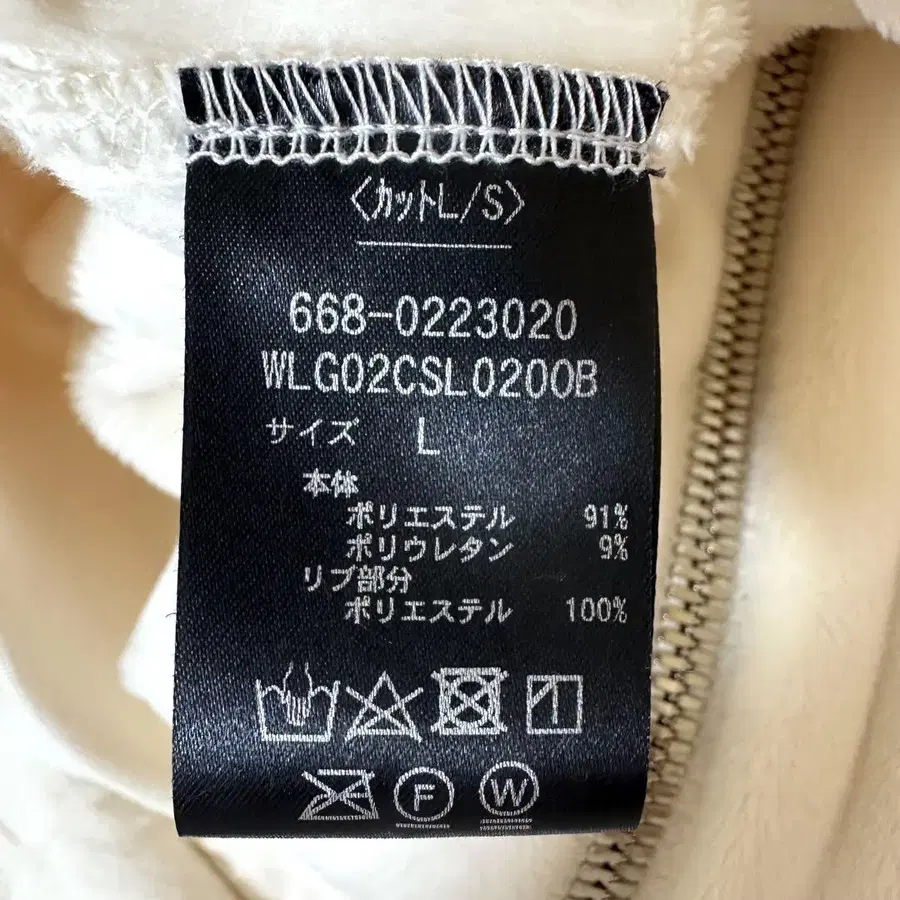 〈カットL/S〉
668-0223020
WLG02CSL0200B
サイズ L
本体
ポリエステル 91%
ポリウレタン 9%
リブ部分
ポリエステル 100%
F W